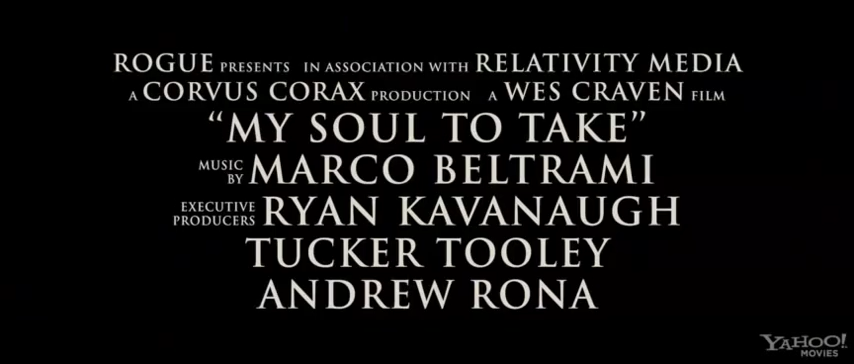 ROGUE PRESENTS IN ASSOCIATION WITH RELATIVITY MEDIA
A CORVUS CORAX PRODUCTION A WES CRAVEN FILM
“MY SOUL TO TAKE”
MUSIC BY MARCO BELTRAMI
EXECUTIVE PRODUCERS RYAN KAVANAUGH
TUCKER TOOLEY
ANDREW RONA
YAHOO!
MOVIES